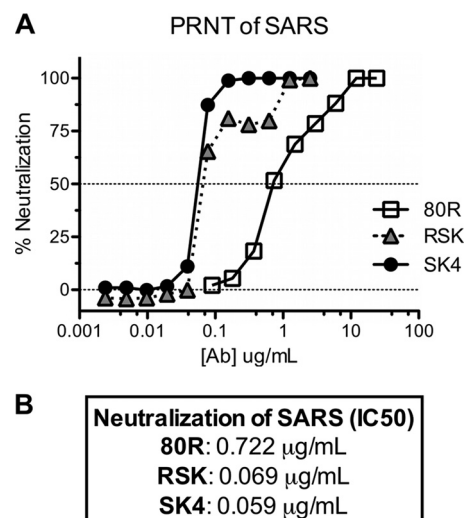 A
PRNT of SARS
% Neutralization
100
75
50
25
0
80R
RSK
SK4
0.001 0.01 0.1 1 10 100
[Ab] ug/mL
B
Neutralization of SARS (IC50)
80R: 0.722 μg/mL
RSK: 0.069 μg/mL
SK4: 0.059 μg/mL